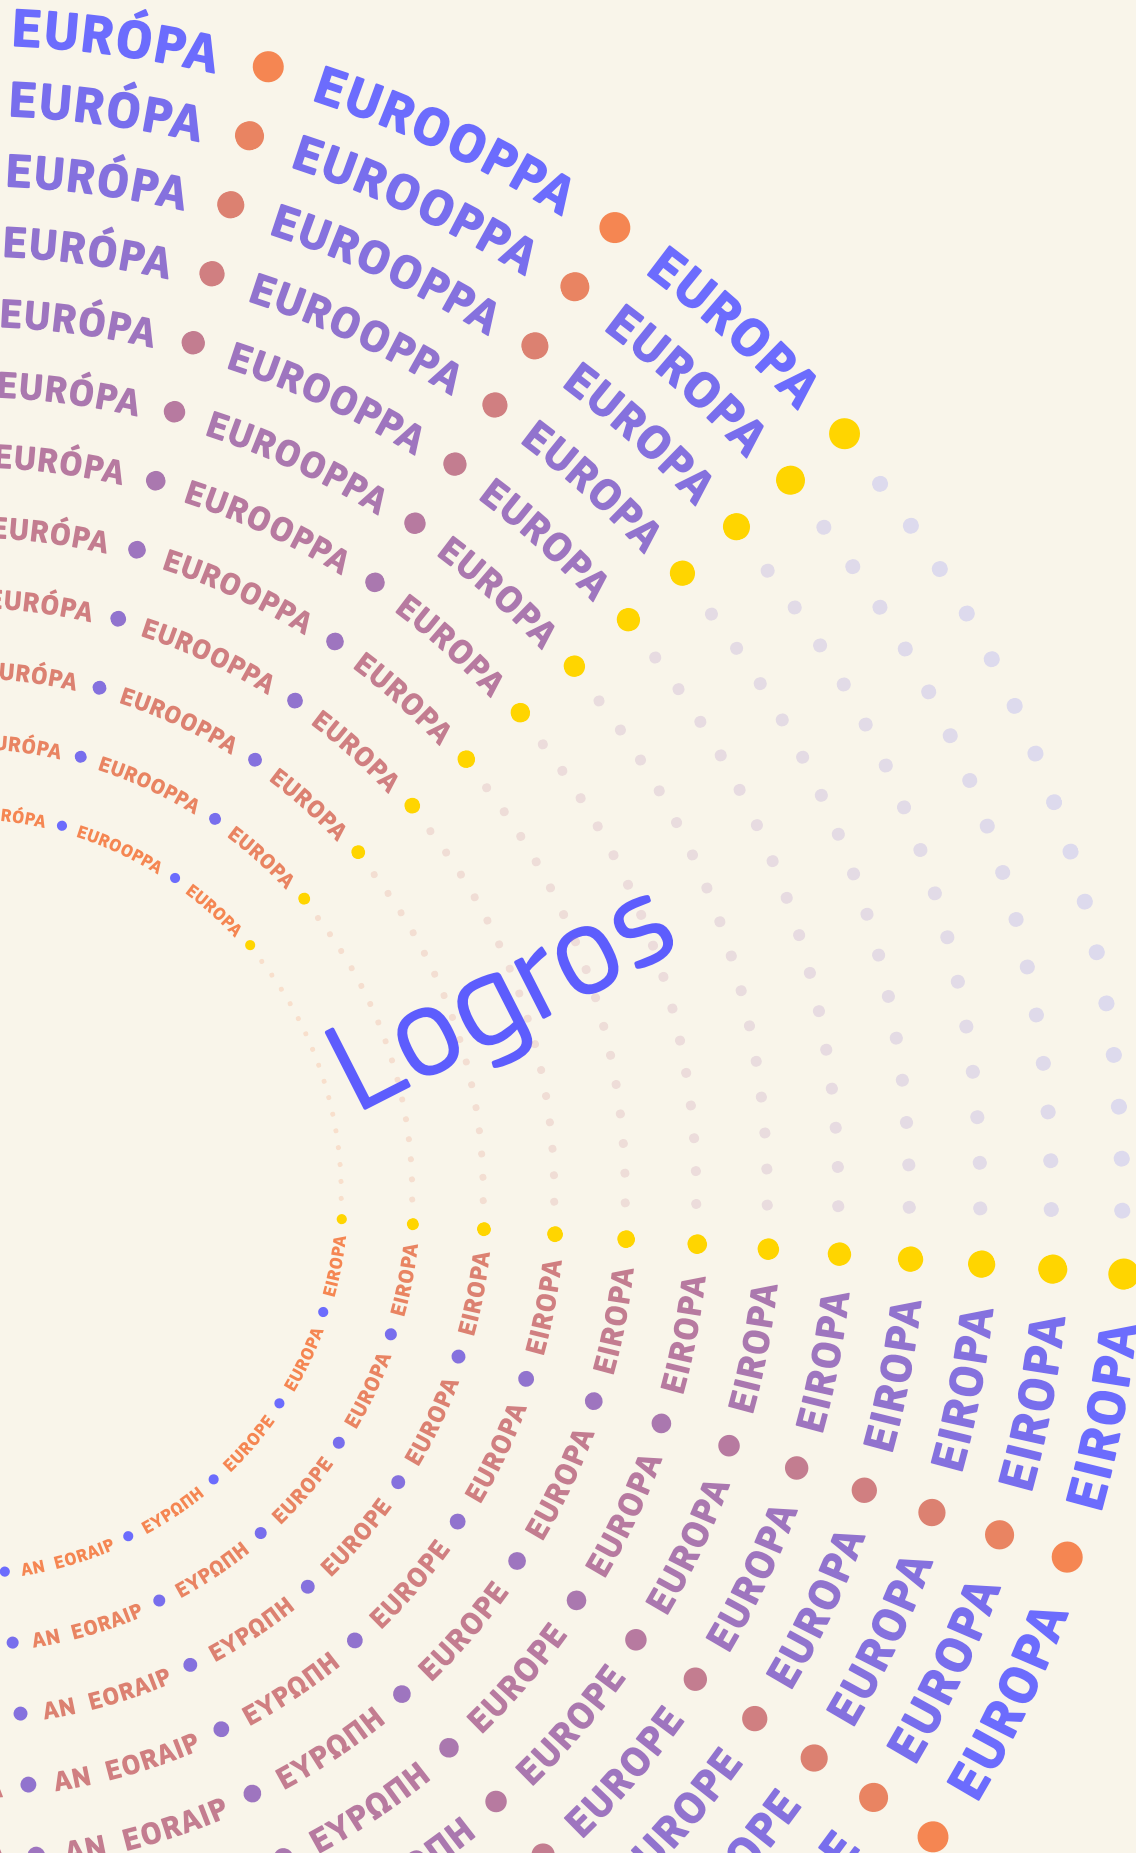 EURÓPA • EUROOPPA • EUROPA
EURÓPA • EUROOPPA • EUROPA
EURÓPA • EUROOPPA • EUROPA
EURÓPA • EUROOPPA • EUROPA
EURÓPA • EUROOPPA • EUROPA
EURÓPA • EUROOPPA • EUROPA
EURÓPA • EUROOPPA • EUROPA
EURÓPA • EUROOPPA • EUROPA
EURÓPA • EUROOPPA • EUROPA
URÓPA • EUROOPPA • EUROPA
URÓPA • EUROOPPA • EUROPA
RÓPA • EUROOPPA • EUROPA
Logros
AN EORAIP • ΕΥΡΩΠΗ • EUROPE • EUROPA • EIROPA
AN EORAIP • ΕΥΡΩΠΗ • EUROPE • EUROPA • EIROPA
AN EORAIP • ΕΥΡΩΠΗ • EUROPE • EUROPA • EIROPA
AN EORAIP • ΕΥΡΩΠΗ • EUROPE • EUROPA • EIROPA
AN EORAIP • ΕΥΡΩΠΗ • EUROPE • EUROPA • EIROPA
ΕΥΡΩΠΗ • EUROPE • EUROPA • EIROPA
ΠΗ • EUROPE • EUROPA • EIROPA
EUROPE • EUROPA • EIROPA
UROPE • EUROPA • EIROPA
OPE • EUROPA • EIROPA
EUROPA • EIROPA
EUROPA • EIROPA